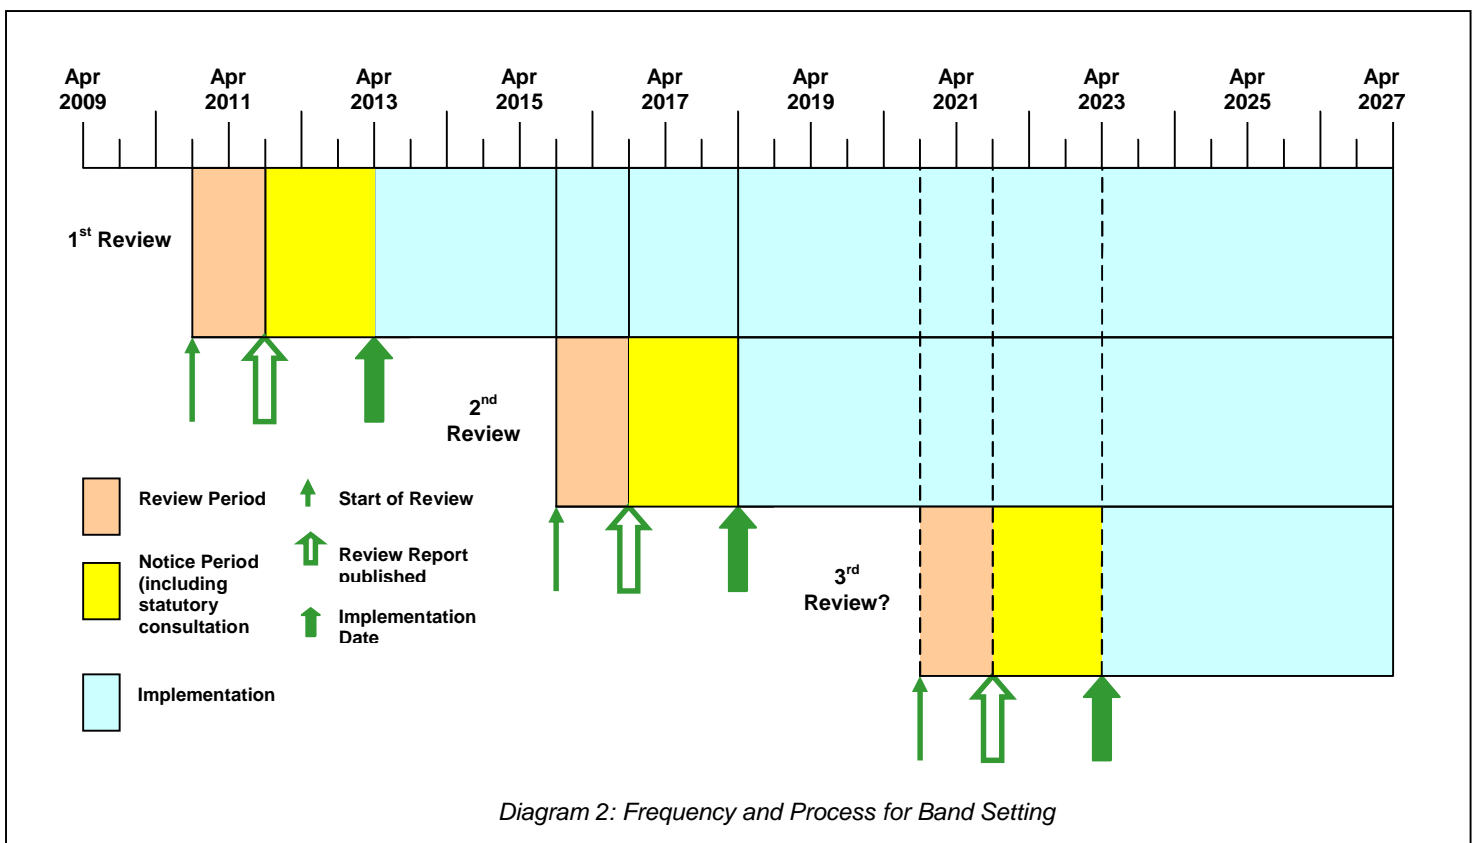 Apr Apr Apr Apr Apr Apr Apr Apr Apr Apr
2009 2011 2013 2015 2017 2019 2021 2023 2025 2027
1st Review
2nd
Review
3rd
Review?
Review Period
Notice Period
(including
statutory
consultation
Implementation
Start of Review
Review Report
published
Implementation
Date
Diagram 2: Frequency and Process for Band Setting